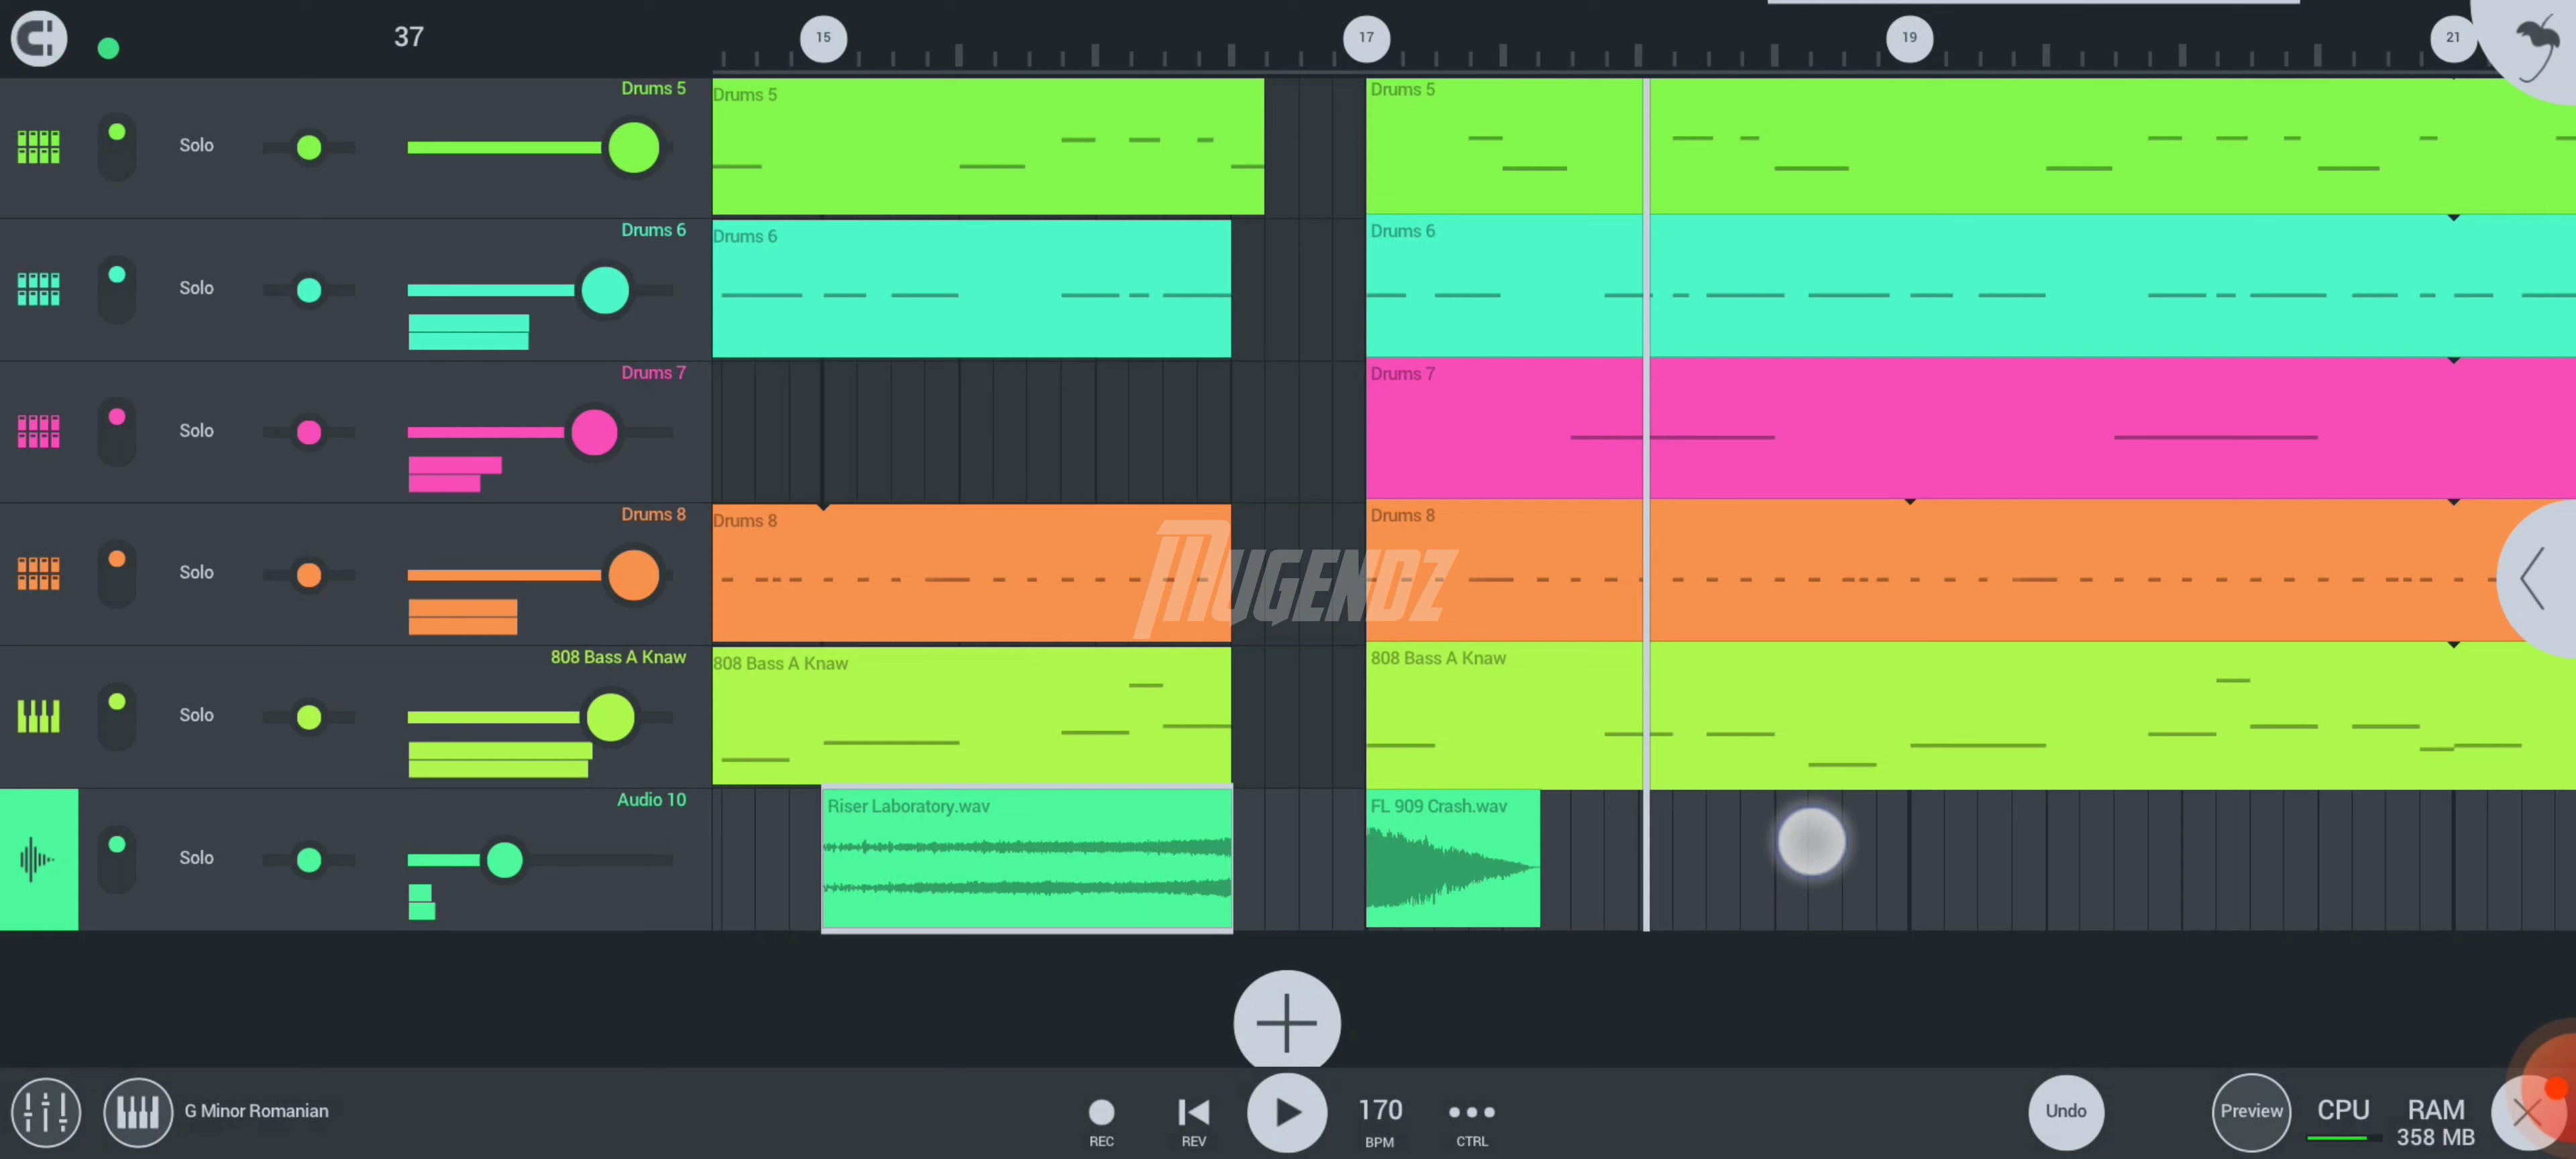 37
15
17
19
21
Drums 5
Solo
Drums 5
Drums 5
Drums 6
Solo
Drums 6
Drums 6
Drums 7
Solo
Drums 7
Drums 8
Solo
Drums 8
Drums 8
MUGENDZ
808 Bass A Knaw
Solo
808 Bass A Knaw
808 Bass A Knaw
Audio 10
Solo
Riser Laboratory.wav
FL 909 Crash.wav
G Minor Romanian
REC
REV
170
BPM
CTRL
Undo
Preview
CPU
RAM
358 MB